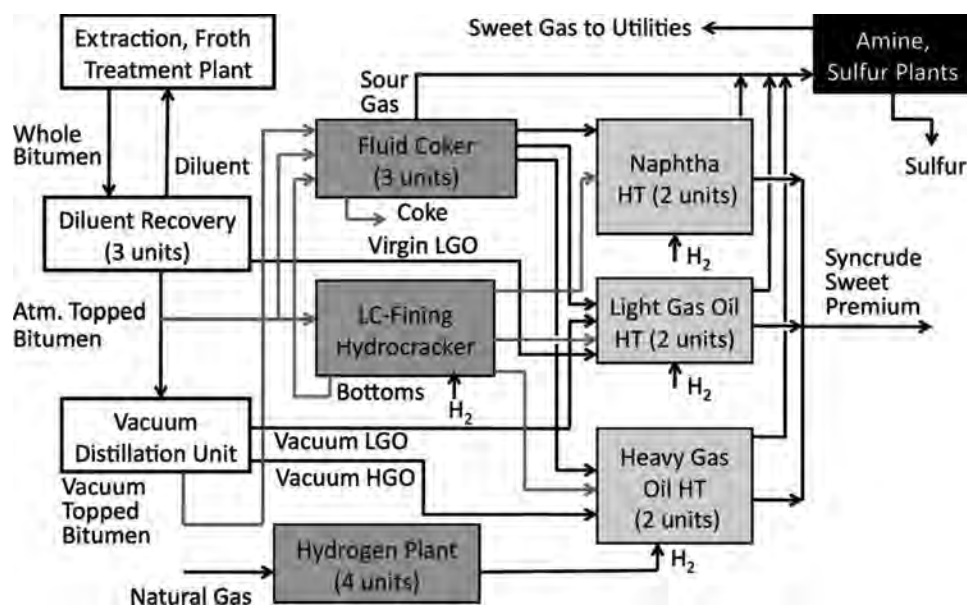 Extraction, Froth
Treatment Plant
Sweet Gas to Utilities
Amine,
Sulfur Plants
Sour
Gas
Whole
Bitumen
Diluent
Fluid Coker
(3 units)
Naphtha
HT (2 units)
Sulfur
Coke
Diluent Recovery
(3 units)
Virgin LGO
H₂
Syncrude
Sweet
Premium
Atm. Topped
Bitumen
LC-Fining
Hydrocracker
Light Gas Oil
HT (2 units)
Bottoms
H₂
H₂
Vacuum
Distillation Unit
Vacuum LGO
Vacuum HGO
Heavy Gas
Oil HT
(2 units)
Vacuum
Topped
Bitumen
Hydrogen Plant
(4 units)
H₂
Natural Gas